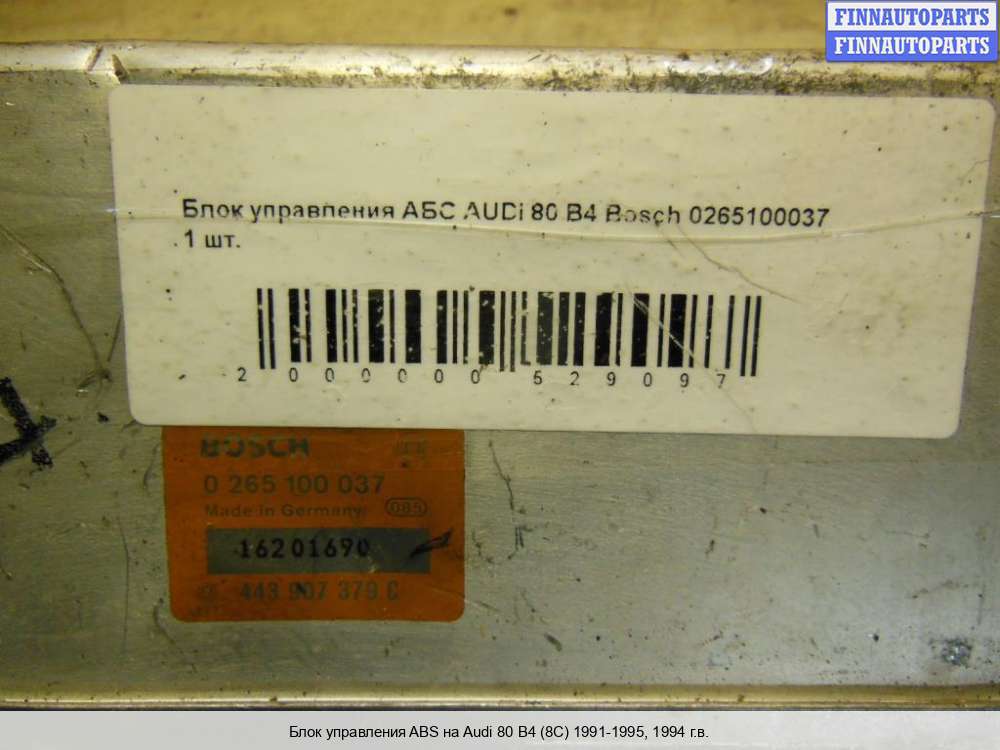 FINNAUTOPARTS
FINNAUTOPARTS
Блок управления АБС AUDi 80 B4 Bosch 0265100037
1 шт.
2 000000 529097
BOSCH
0 265 100 037
Made in Germany 085
16201690
443 907 379 C
Блок управления ABS на Audi 80 B4 (8C) 1991-1995, 1994 г.в.